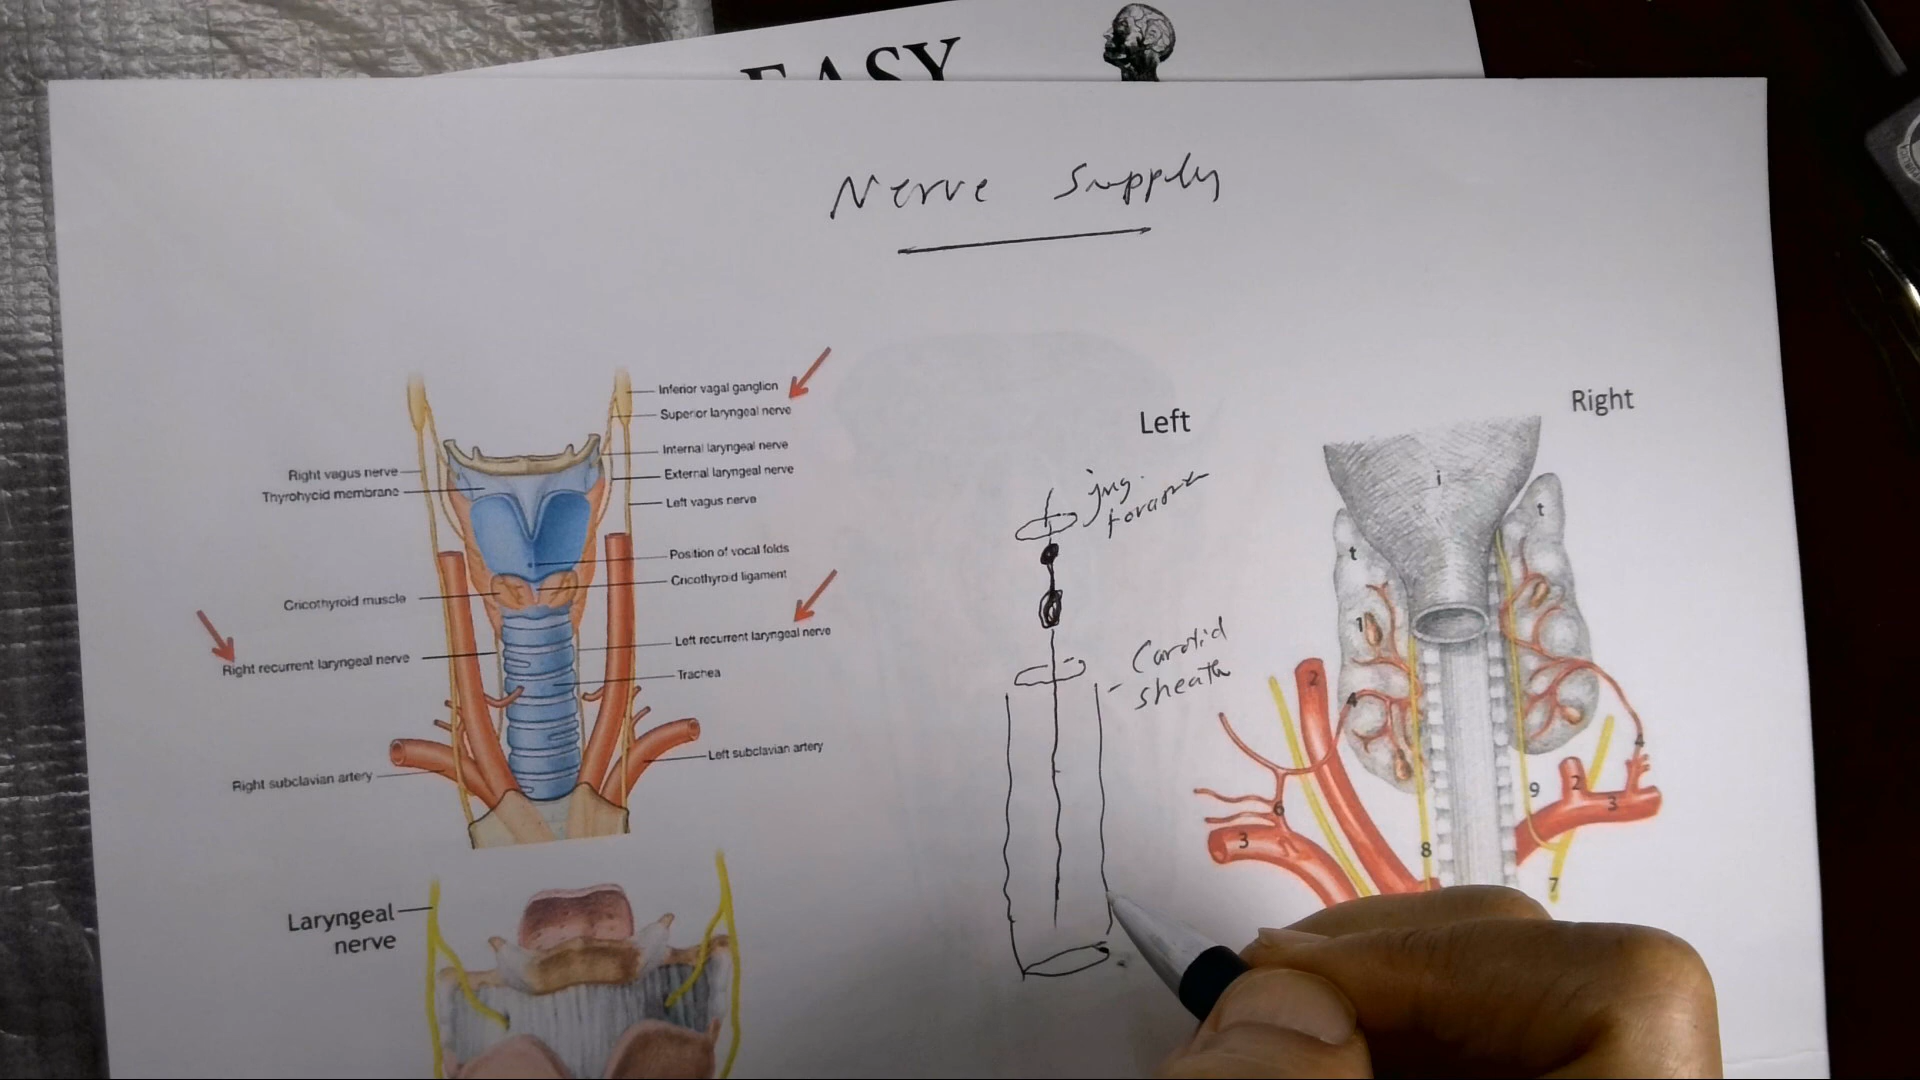 EASY
Nerve Supply
Inferior vagal ganglion
Superior laryngeal nerve
Internal laryngeal nerve
External laryngeal nerve
Left vagus nerve
Position of vocal folds
Cricothyroid ligament
Left recurrent laryngeal nerve
Trachea
Left subclavian artery
Right vagus nerve
Thyrohyoid membrane
Cricothyroid muscle
Right recurrent laryngeal nerve
Right subclavian artery
Laryngeal
nerve
Left
Right
jug.
foramen
Carotid
sheath
i
t
t
1
2
4
6
3
8
9
2
3
4
7